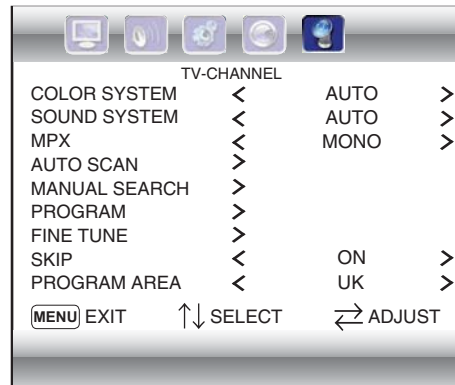 TV-CHANNEL
COLOR SYSTEM < AUTO >
SOUND SYSTEM < AUTO >
MPX < MONO >
AUTO SCAN >
MANUAL SEARCH >
PROGRAM >
FINE TUNE >
SKIP < ON >
PROGRAM AREA < UK >
MENU EXIT ↑↓ SELECT ⇄ ADJUST